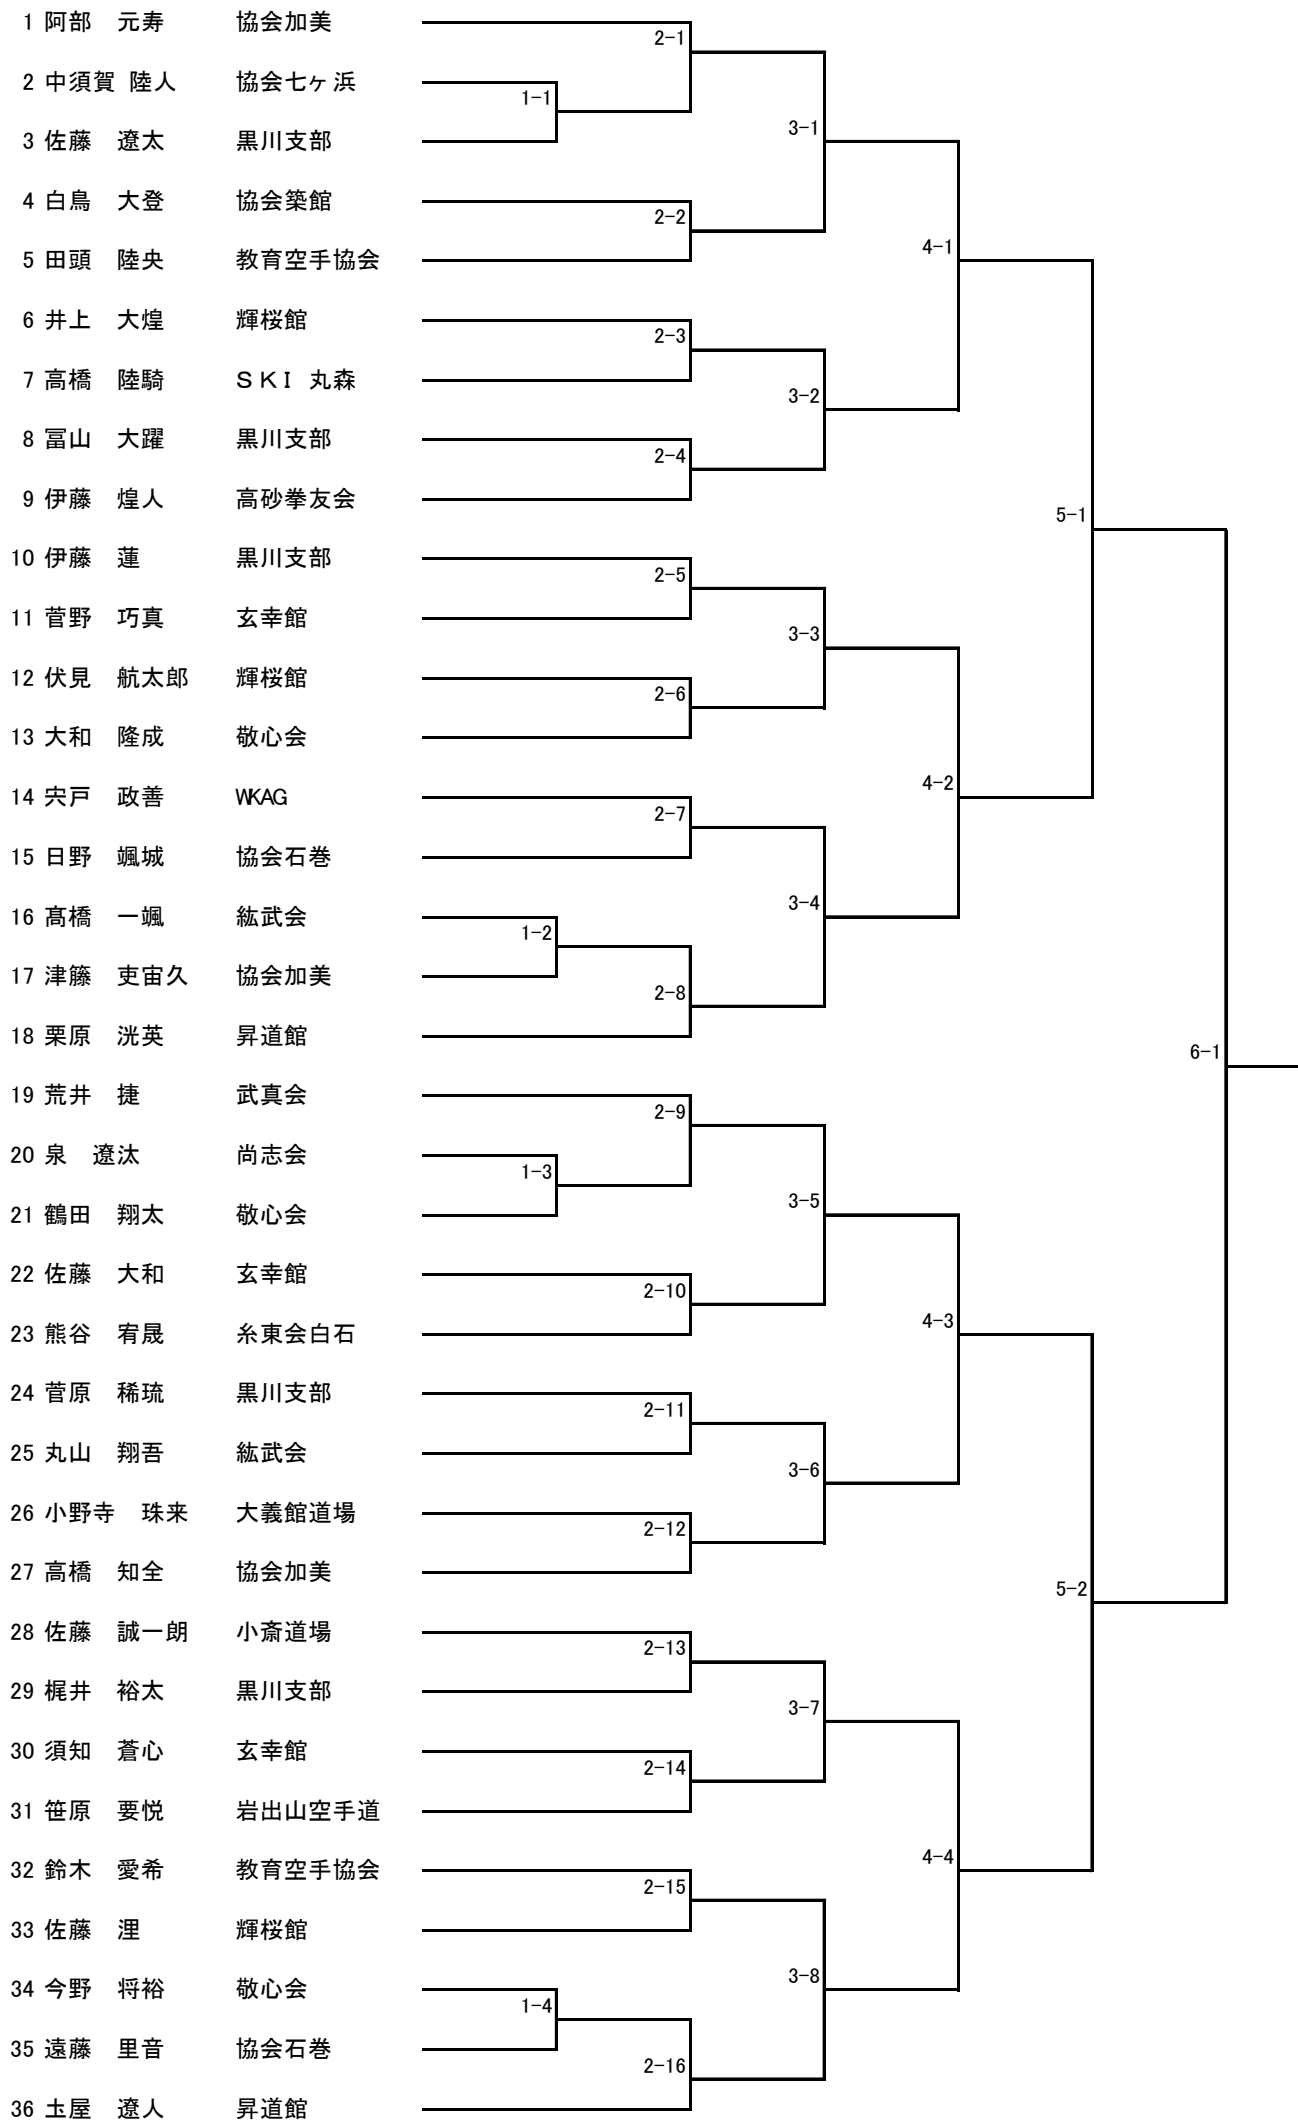 1 阿部　元寿　協会加美
2-1
2 中須賀 陸人　協会七ヶ浜
1-1
3 佐藤　遼太　黒川支部
3-1
4 白鳥　大登　協会築館
2-2
5 田頭　陸央　教育空手協会
4-1
6 井上　大煌　輝桜館
2-3
7 高橋　陸騎　ＳＫＩ 丸森
3-2
8 冨山　大躍　黒川支部
2-4
9 伊藤　煌人　高砂拳友会
5-1
10 伊藤　蓮　黒川支部
2-5
11 菅野　巧真　玄幸館
3-3
12 伏見　航太郎　輝桜館
2-6
13 大和　隆成　敬心会
4-2
14 宍戸　政善　WKAG
2-7
15 日野　颯城　協会石巻
3-4
16 髙橋　一颯　紘武会
1-2
17 津籐　吏宙久　協会加美
2-8
18 栗原　洸英　昇道館
6-1
19 荒井　捷　武真会
2-9
20 泉　遼汰　尚志会
1-3
21 鶴田　翔太　敬心会
3-5
22 佐藤　大和　玄幸館
2-10
23 熊谷　宥晟　糸東会白石
4-3
24 菅原　稀琉　黒川支部
2-11
25 丸山　翔吾　紘武会
3-6
26 小野寺　珠来　大義館道場
2-12
27 高橋　知全　協会加美
5-2
28 佐藤　誠一朗　小斎道場
2-13
29 梶井　裕太　黒川支部
3-7
30 須知　蒼心　玄幸館
2-14
31 笹原　要悦　岩出山空手道
4-4
32 鈴木　愛希　教育空手協会
2-15
33 佐藤　浬　輝桜館
3-8
34 今野　将裕　敬心会
1-4
35 遠藤　里音　協会石巻
2-16
36 圡屋　遼人　昇道館